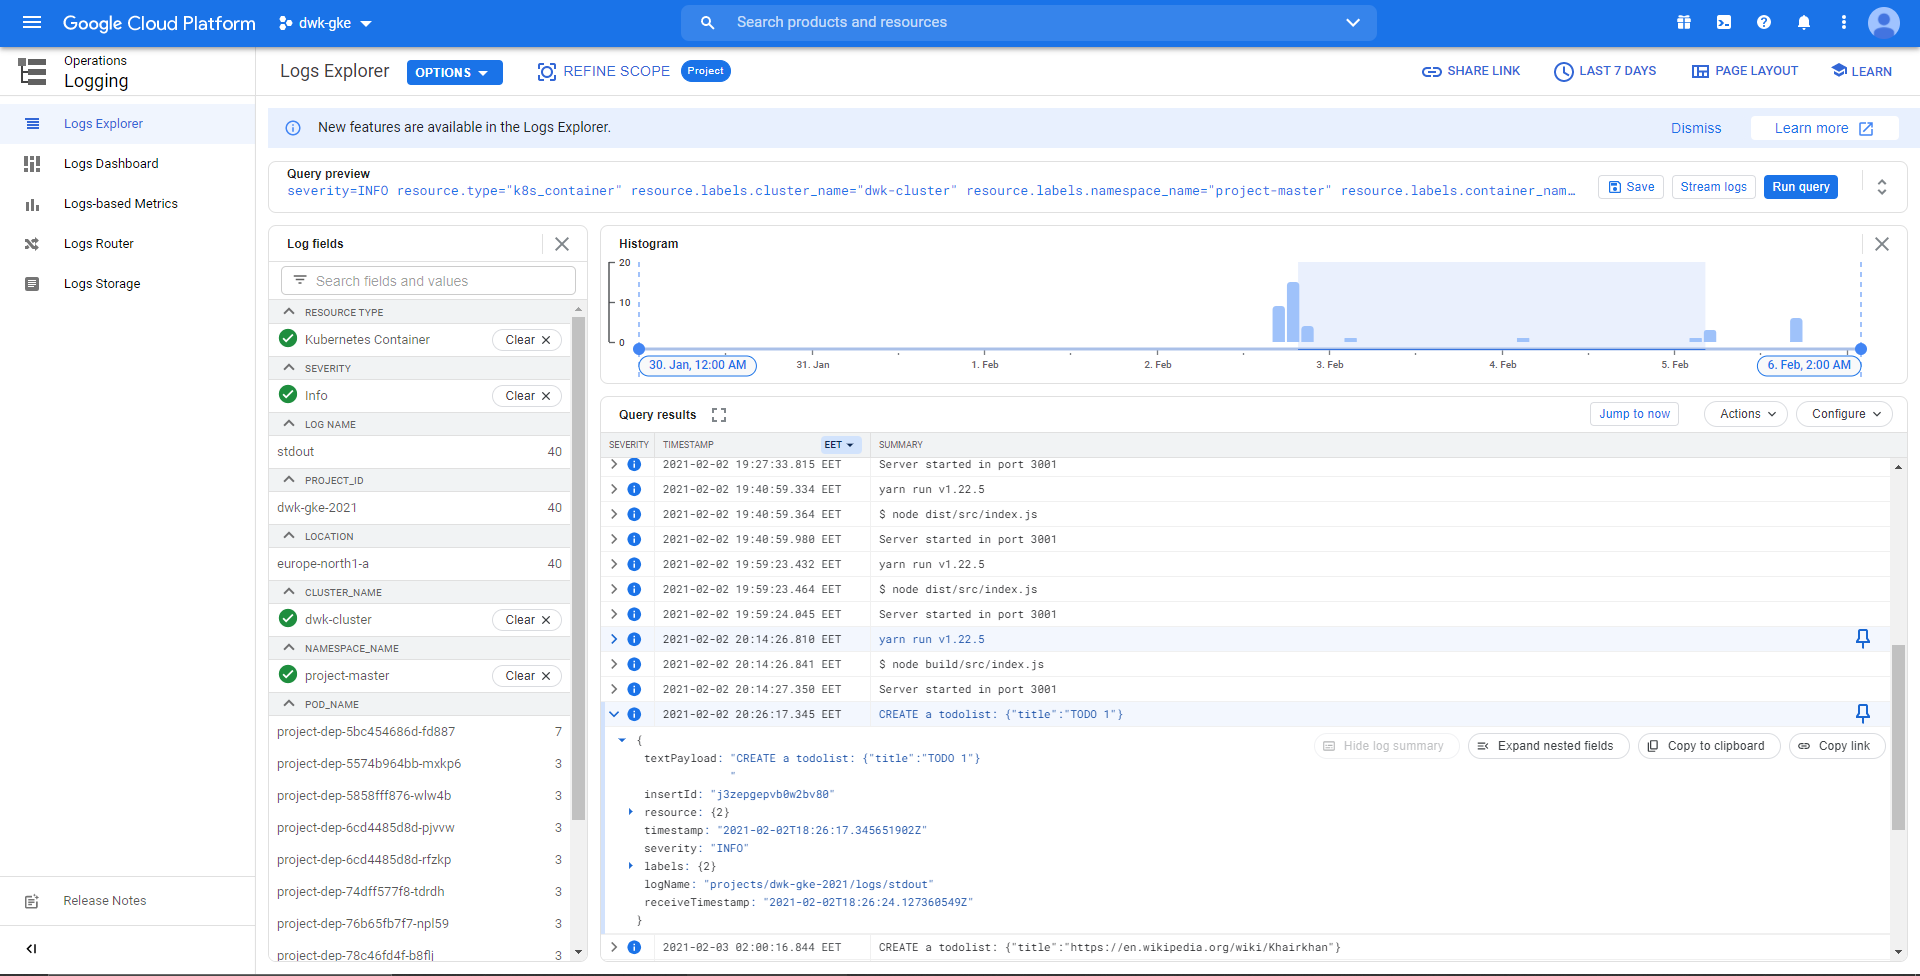 Google Cloud Platform
dwk-gke
Search products and resources
Operations
Logging
Logs Explorer
OPTIONS
REFINE SCOPE
Project
SHARE LINK
LAST 7 DAYS
PAGE LAYOUT
LEARN
Logs Explorer
Logs Dashboard
Logs-based Metrics
Logs Router
Logs Storage
Release Notes
New features are available in the Logs Explorer.
Dismiss
Learn more
Query preview
severity=INFO resource.type="k8s_container" resource.labels.cluster_name="dwk-cluster" resource.labels.namespace_name="project-master" resource.labels.container_nam…
Save
Stream logs
Run query
Log fields
Search fields and values
RESOURCE TYPE
Kubernetes Container Clear
SEVERITY
Info Clear
LOG NAME
stdout 40
PROJECT_ID
dwk-gke-2021 40
LOCATION
europe-north1-a 40
CLUSTER_NAME
dwk-cluster Clear
NAMESPACE_NAME
project-master Clear
POD_NAME
project-dep-5bc454686d-fd887 7
project-dep-5574b964bb-mxkp6 3
project-dep-5858fff876-wlw4b 3
project-dep-6cd4485d8d-pjvvw 3
project-dep-6cd4485d8d-rfzkp 3
project-dep-74dff577f8-tdrdh 3
project-dep-76b65fb7f7-npl59 3
project-dep-78c46fd4f-b8flj 3
Histogram
20
10
0
30. Jan, 12:00 AM
31. Jan
1. Feb
2. Feb
3. Feb
4. Feb
5. Feb
6. Feb, 2:00 AM
Query results
Jump to now
Actions
Configure
SEVERITY TIMESTAMP EET SUMMARY
2021-02-02 19:27:33.815 EET Server started in port 3001
2021-02-02 19:40:59.334 EET yarn run v1.22.5
2021-02-02 19:40:59.364 EET $ node dist/src/index.js
2021-02-02 19:40:59.980 EET Server started in port 3001
2021-02-02 19:59:23.432 EET yarn run v1.22.5
2021-02-02 19:59:23.464 EET $ node dist/src/index.js
2021-02-02 19:59:24.045 EET Server started in port 3001
2021-02-02 20:14:26.810 EET yarn run v1.22.5
2021-02-02 20:14:26.841 EET $ node build/src/index.js
2021-02-02 20:14:27.350 EET Server started in port 3001
2021-02-02 20:26:17.345 EET CREATE a todolist: {"title":"TODO 1"}
{
Hide log summary
Expand nested fields
Copy to clipboard
Copy link
textPayload: "CREATE a todolist: {"title":"TODO 1"}
"
insertId: "j3zepgepvb0w2bv80"
resource: {2}
timestamp: "2021-02-02T18:26:17.345651902Z"
severity: "INFO"
labels: {2}
logName: "projects/dwk-gke-2021/logs/stdout"
receiveTimestamp: "2021-02-02T18:26:24.127360549Z"
}
2021-02-03 02:00:16.844 EET CREATE a todolist: {"title":"https://en.wikipedia.org/wiki/Khairkhan"}